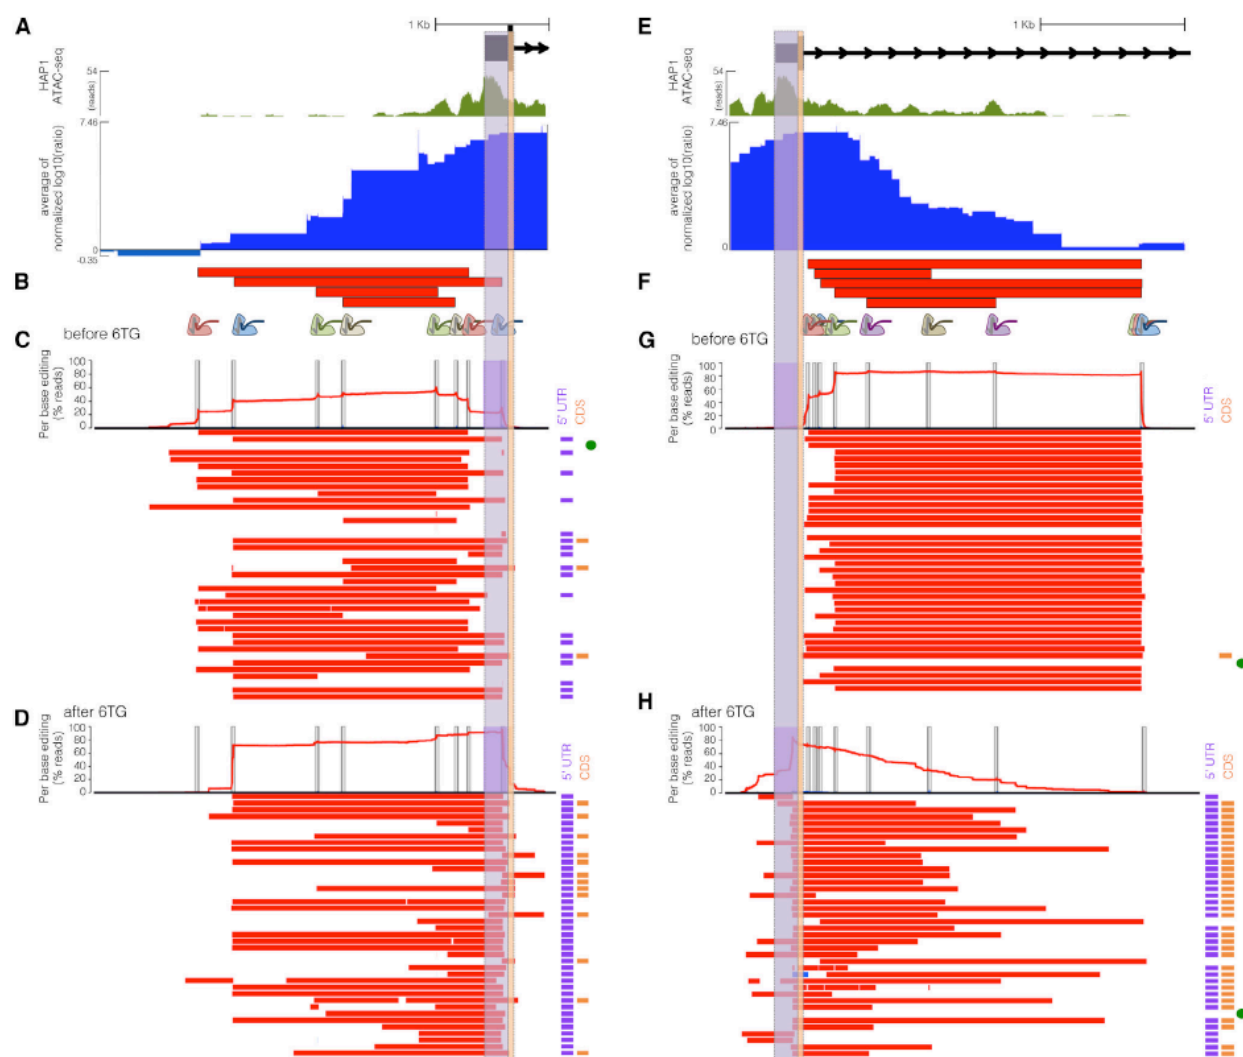 A
1 Kb
HAP1
ATAC-seq
(reads)
54
7.46
average of
normalized log10(ratio)
0
-0.35
B
C
before 6TG
Per base editing
(% reads)
100
80
60
40
20
0
5' UTR
CDS
D
after 6TG
Per base editing
(% reads)
100
80
60
40
20
0
5' UTR
CDS
E
1 Kb
HAP1
ATAC-seq
(reads)
54
7.46
average of
normalized log10(ratio)
0
F
G
before 6TG
Per base editing
(% reads)
100
80
60
40
20
0
5' UTR
CDS
H
after 6TG
Per base editing
(% reads)
100
80
60
40
20
0
5' UTR
CDS